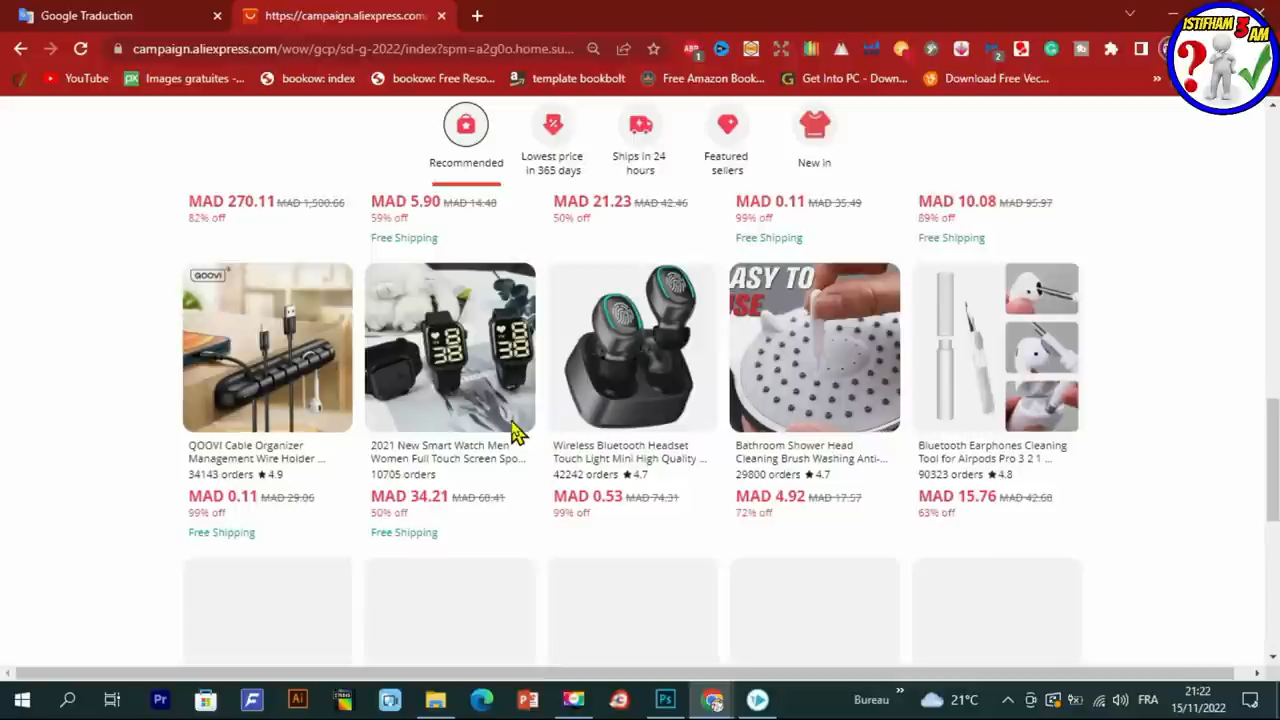 Google Traduction
https://campaign.aliexpress.com
campaign.aliexpress.com/wow/gcp/sd-g-2022/index?spm=a2g0o.home.su...
YouTube
Images gratuites -...
bookow: index
bookow: Free Reso...
template bookbolt
Free Amazon Book...
Get Into PC - Down...
Download Free Vec...
ISTIFHAM 3 AM
Recommended
Lowest price
in 365 days
Ships in 24
hours
Featured
sellers
New in
MAD 270.11 MAD 1,500.66
82% off
MAD 5.90 MAD 14.48
59% off
Free Shipping
MAD 21.23 MAD 42.46
50% off
MAD 0.11 MAD 35.49
99% off
Free Shipping
MAD 10.08 MAD 95.97
89% off
Free Shipping
QOOVI
QOOVI Cable Organizer
Management Wire Holder ...
34143 orders ★ 4.9
MAD 0.11 MAD 29.06
99% off
Free Shipping
2021 New Smart Watch Men
Women Full Touch Screen Spo...
10705 orders
MAD 34.21 MAD 68.41
50% off
Free Shipping
Wireless Bluetooth Headset
Touch Light Mini High Quality ...
42242 orders ★ 4.7
MAD 0.53 MAD 74.31
99% off
EASY TO
USE
Bathroom Shower Head
Cleaning Brush Washing Anti-...
29800 orders ★ 4.7
MAD 4.92 MAD 17.57
72% off
Bluetooth Earphones Cleaning
Tool for Airpods Pro 3 2 1 ...
90323 orders ★ 4.8
MAD 15.76 MAD 42.68
63% off
Bureau
21°C
FRA
21:22
15/11/2022